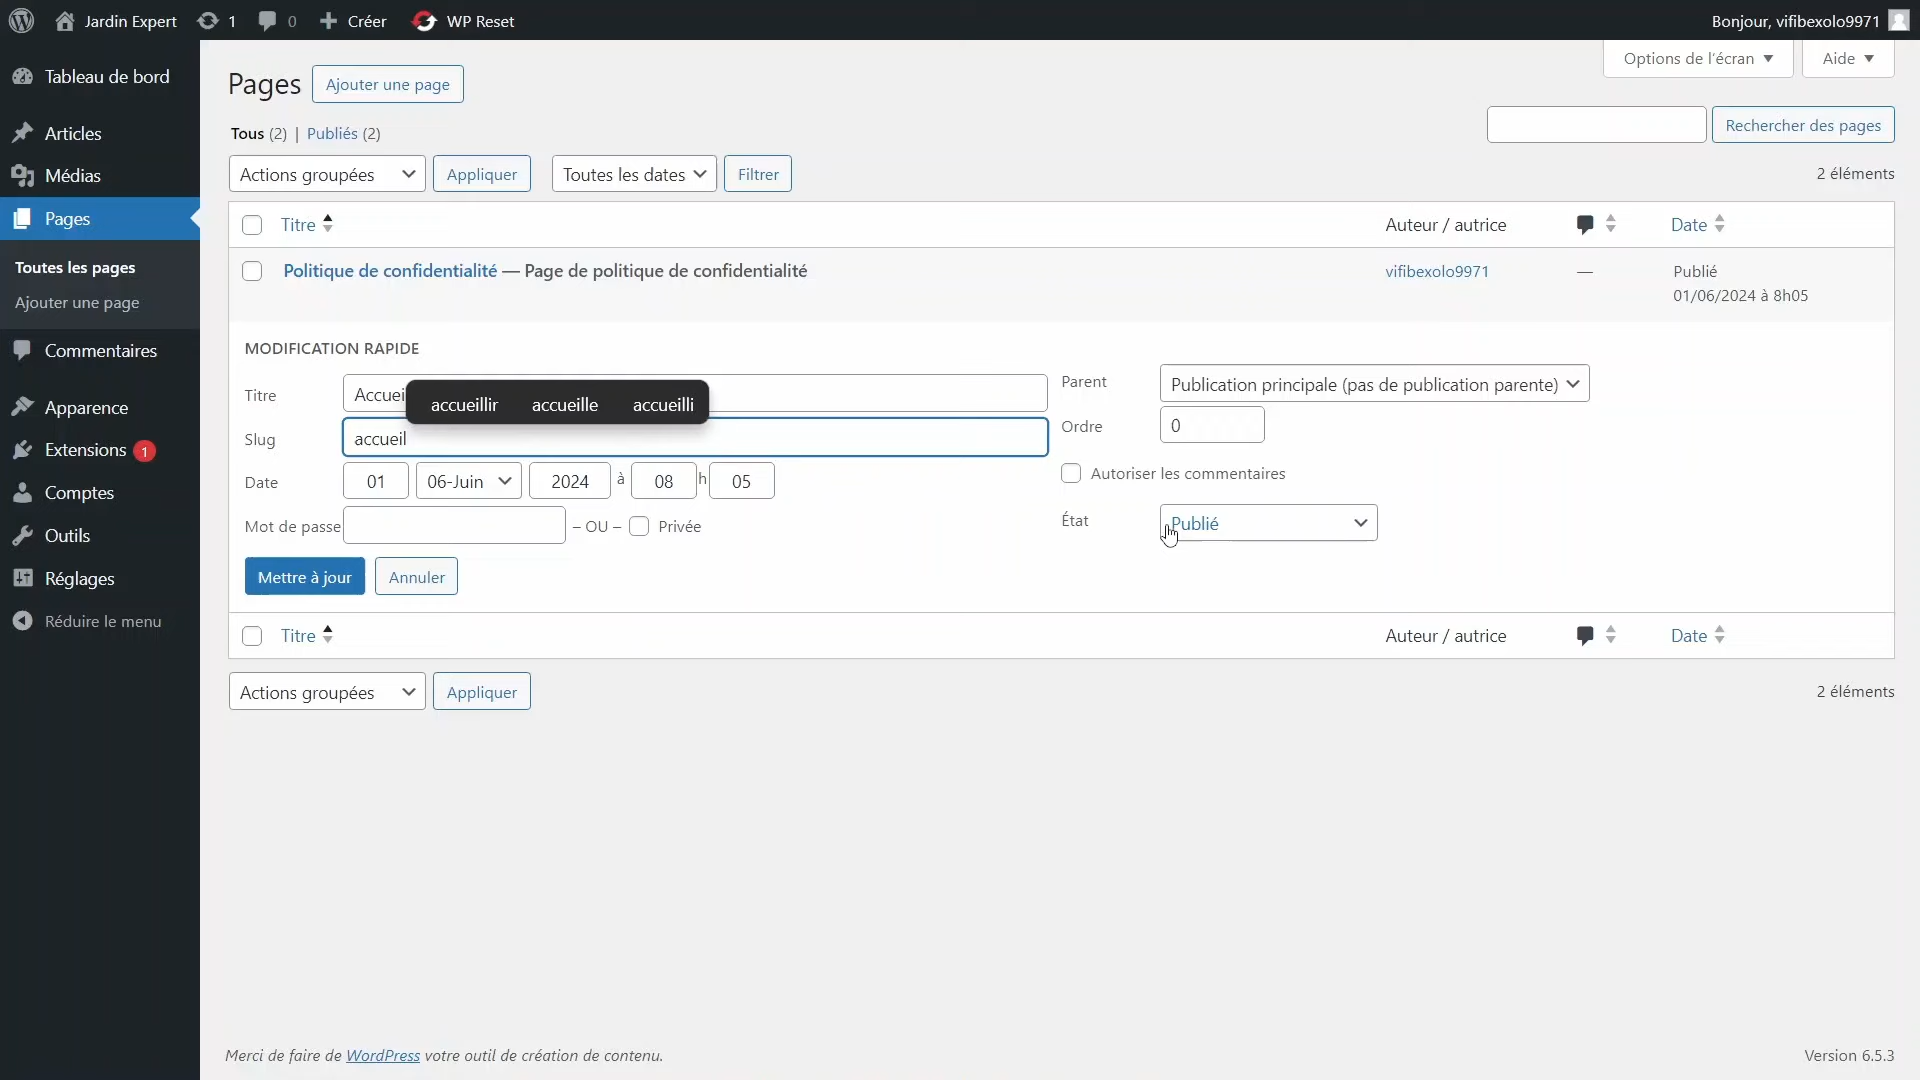 Jardin Expert 1 0 Créer WP Reset Bonjour, vifibexolo9971
Tableau de bord
Articles
Médias
Pages
Toutes les pages
Ajouter une page
Commentaires
Apparence
Extensions 1
Comptes
Outils
Réglages
Réduire le menu
Options de l'écran Aide
Pages Ajouter une page
Tous (2) | Publiés (2)
Rechercher des pages
Actions groupées Appliquer Toutes les dates Filtrer 2 éléments
Titre Auteur / autrice Date
Politique de confidentialité — Page de politique de confidentialité vifibexolo9971 — Publié
01/06/2024 à 8h05
MODIFICATION RAPIDE
Titre Accuei
accueillir accueille accueilli
Slug accueil
Date 01 06-Juin 2024 à 08 h 05
Mot de passe – OU – Privée
Parent Publication principale (pas de publication parente)
Ordre 0
Autoriser les commentaires
État Publié
Mettre à jour Annuler
Titre Auteur / autrice Date
Actions groupées Appliquer 2 éléments
Merci de faire de WordPress votre outil de création de contenu. Version 6.5.3